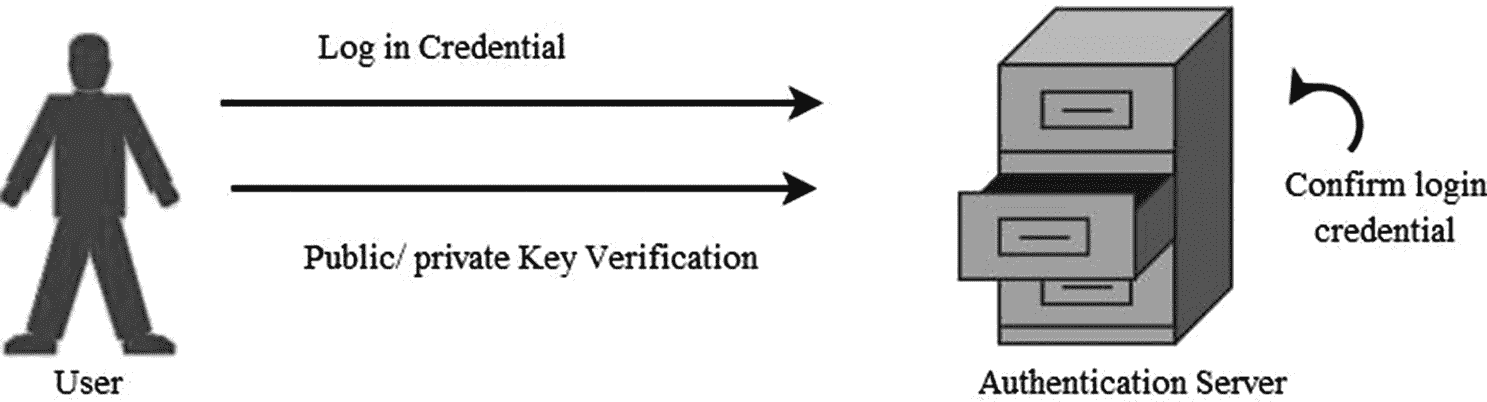 Log in Credential
Public/ private Key Verification
Confirm login
credential
User
Authentication Server